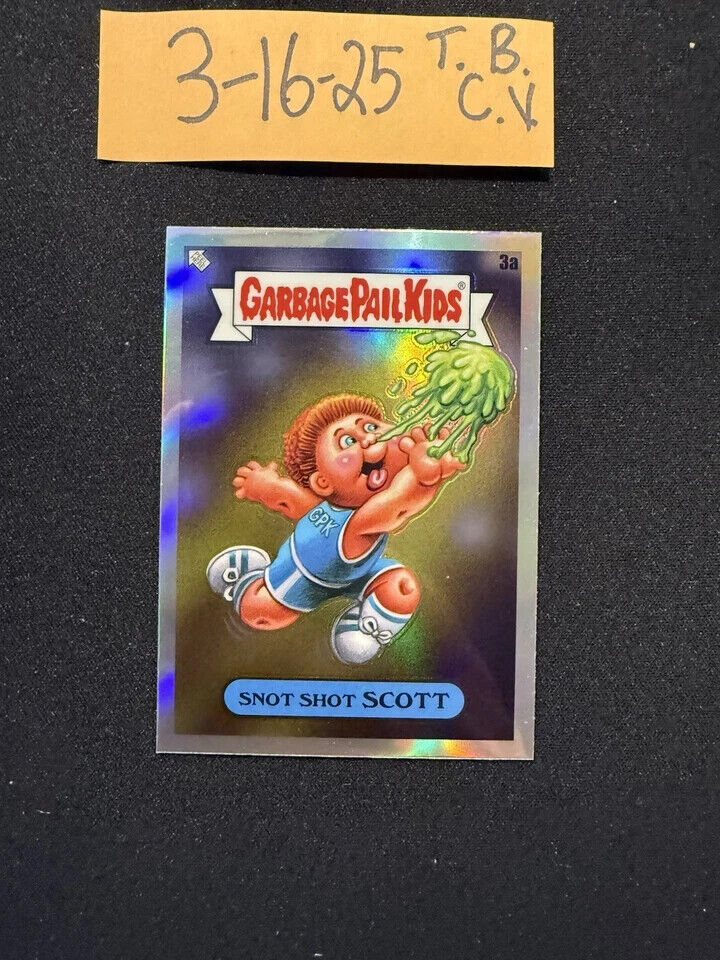 3-16-25 T. B.
C.V.
3a
GARBAGE PAIL KIDS®
GPK
SNOT SHOT SCOTT